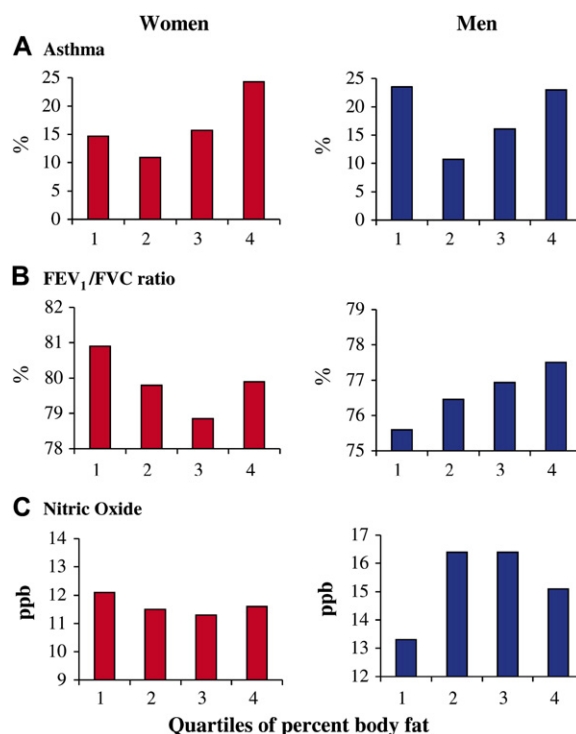 Women Men
A Asthma
25 25
20 20
15 15
10 10
5 5
0 0
% %
1 2 3 4 1 2 3 4
B FEV1/FVC ratio
82 79
81 78
80 77
79 76
78 75
% %
1 2 3 4 1 2 3 4
C Nitric Oxide
14 17
13 16
12 15
11 14
10 13
9 12
ppb ppb
1 2 3 4 1 2 3 4
Quartiles of percent body fat